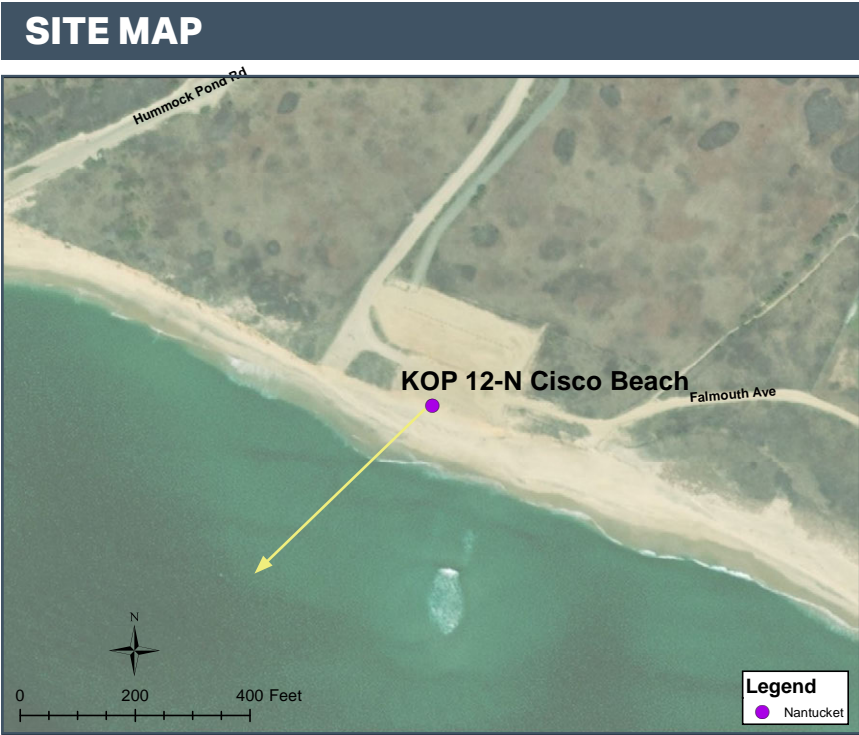 SITE MAP
Hummock Pond Rd
KOP 12-N Cisco Beach
Falmouth Ave
N
0 200 400 Feet
Legend
Nantucket